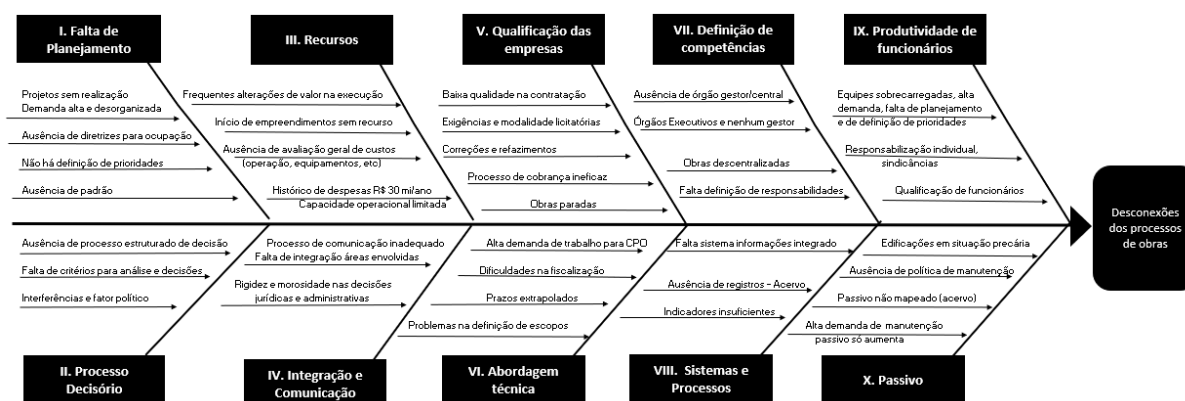 I. Falta de
Planejamento
Projetos sem realização
Demanda alta e desorganizada
Ausência de diretrizes para ocupação
Não há definição de prioridades
Ausência de padrão
III. Recursos
Frequentes alterações de valor na execução
Início de empreendimentos sem recurso
Ausência de avaliação geral de custos
(operação, equipamentos, etc)
Histórico de despesas R$ 30 mi/ano
Capacidade operacional limitada
V. Qualificação das
empresas
Baixa qualidade na contratação
Exigências e modalidade licitatórias
Correções e refazimentos
Processo de cobrança ineficaz
Obras paradas
VII. Definição de
competências
Ausência de órgão gestor/central
Órgãos Executivos e nenhum gestor
Obras descentralizadas
Falta definição de responsabilidades
IX. Produtividade de
funcionários
Equipes sobrecarregadas, alta
demanda, falta de planejamento
e de definição de prioridades
Responsabilização individual,
sindicâncias
Qualificação de funcionários
Desconexões
dos processos
de obras
Ausência de processo estruturado de decisão
Falta de critérios para análise e decisões
Interferências e fator político
II. Processo
Decisório
Processo de comunicação inadequado
Falta de integração áreas envolvidas
Rigidez e morosidade nas decisões
jurídicas e administrativas
IV. Integração e
Comunicação
Alta demanda de trabalho para CPO
Dificuldades na fiscalização
Prazos extrapolados
Problemas na definição de escopos
VI. Abordagem
técnica
Falta sistema informações integrado
Ausência de registros – Acervo
Indicadores insuficientes
VIII. Sistemas e
Processos
Edificações em situação precária
Ausência de política de manutenção
Passivo não mapeado (acervo)
Alta demanda de manutenção
passivo só aumenta
X. Passivo